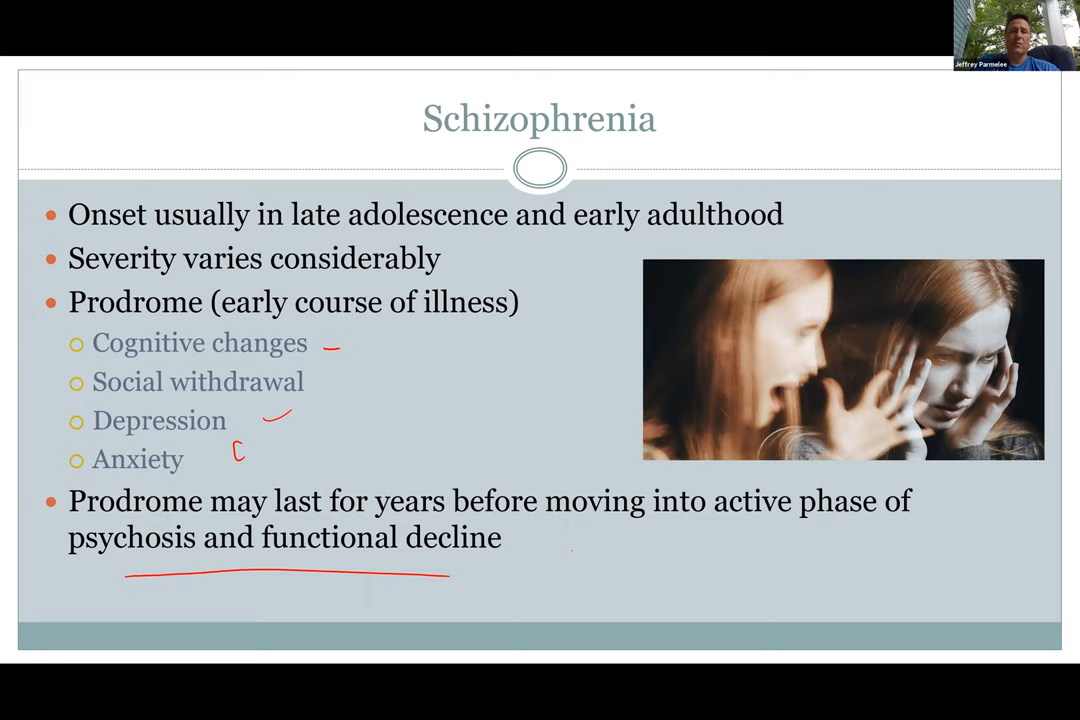 Jeffrey Parmelee
Schizophrenia
• Onset usually in late adolescence and early adulthood
• Severity varies considerably
• Prodrome (early course of illness)
○ Cognitive changes
○ Social withdrawal
○ Depression
○ Anxiety
• Prodrome may last for years before moving into active phase of
psychosis and functional decline